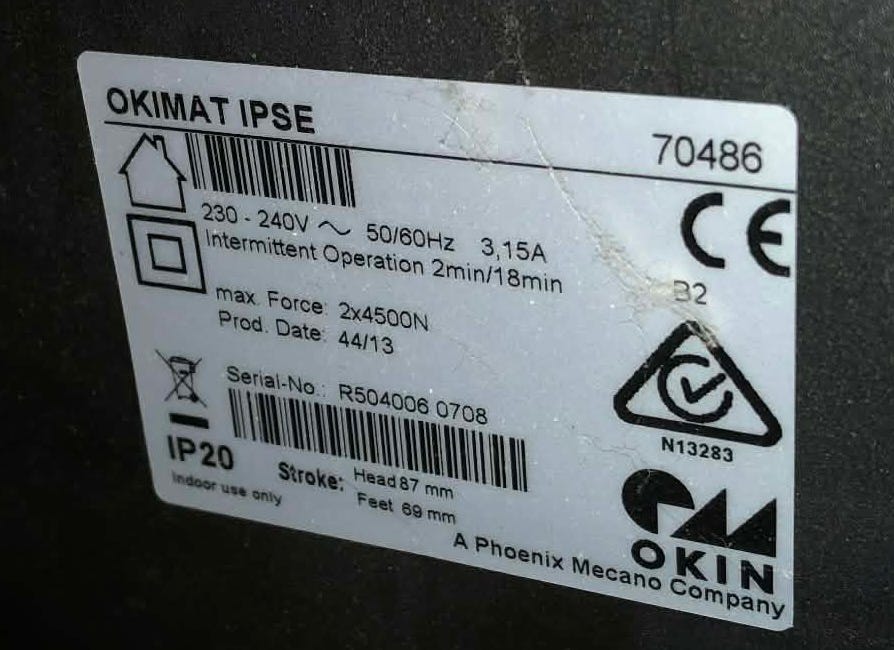 OKIMAT IPSE
70486
230 - 240V ~ 50/60Hz 3,15A
Intermittent Operation 2min/18min
CE
B2
max. Force: 2x4500N
Prod. Date: 44/13
N13283
Serial-No.: R504006 0708
IP20
Indoor use only
Stroke: Head 87 mm
Feet 69 mm
OKIN
A Phoenix Mecano Company